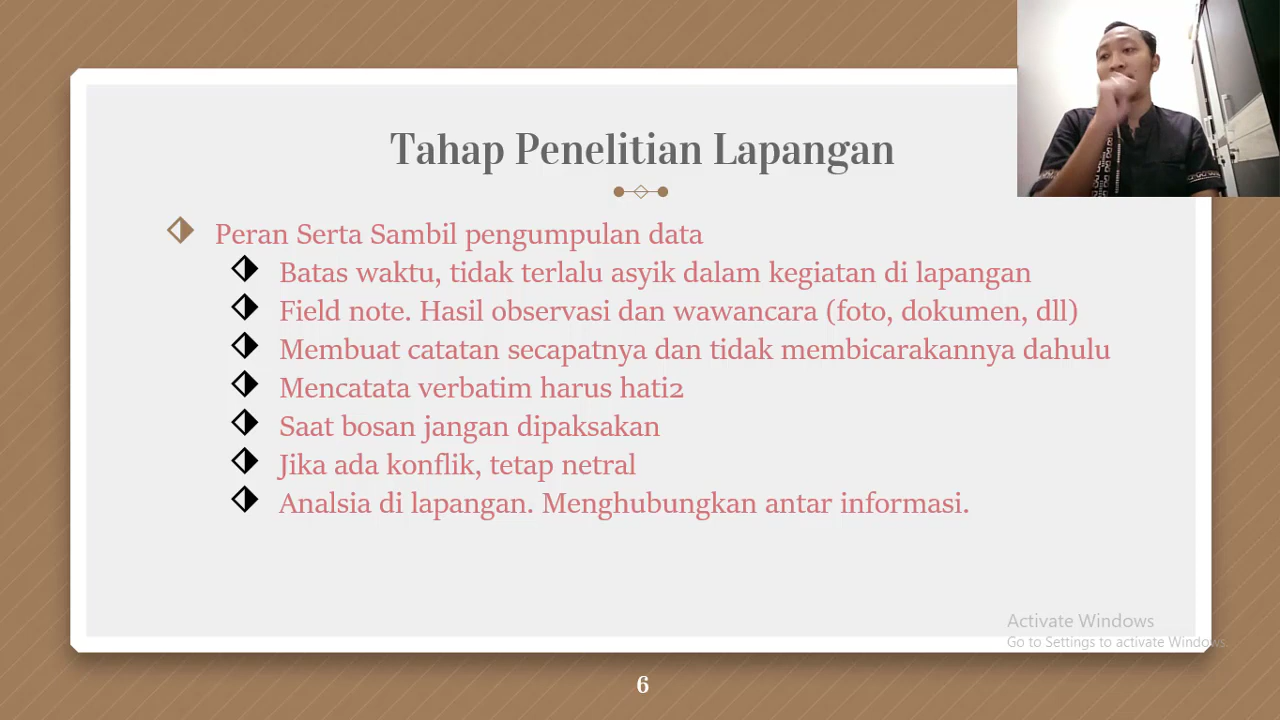 Tahap Penelitian Lapangan
Peran Serta Sambil pengumpulan data
Batas waktu, tidak terlalu asyik dalam kegiatan di lapangan
Field note. Hasil observasi dan wawancara (foto, dokumen, dll)
Membuat catatan secapatnya dan tidak membicarakannya dahulu
Mencatata verbatim harus hati2
Saat bosan jangan dipaksakan
Jika ada konflik, tetap netral
Analsia di lapangan. Menghubungkan antar informasi.
Activate Windows
Go to Settings to activate Windows.
6